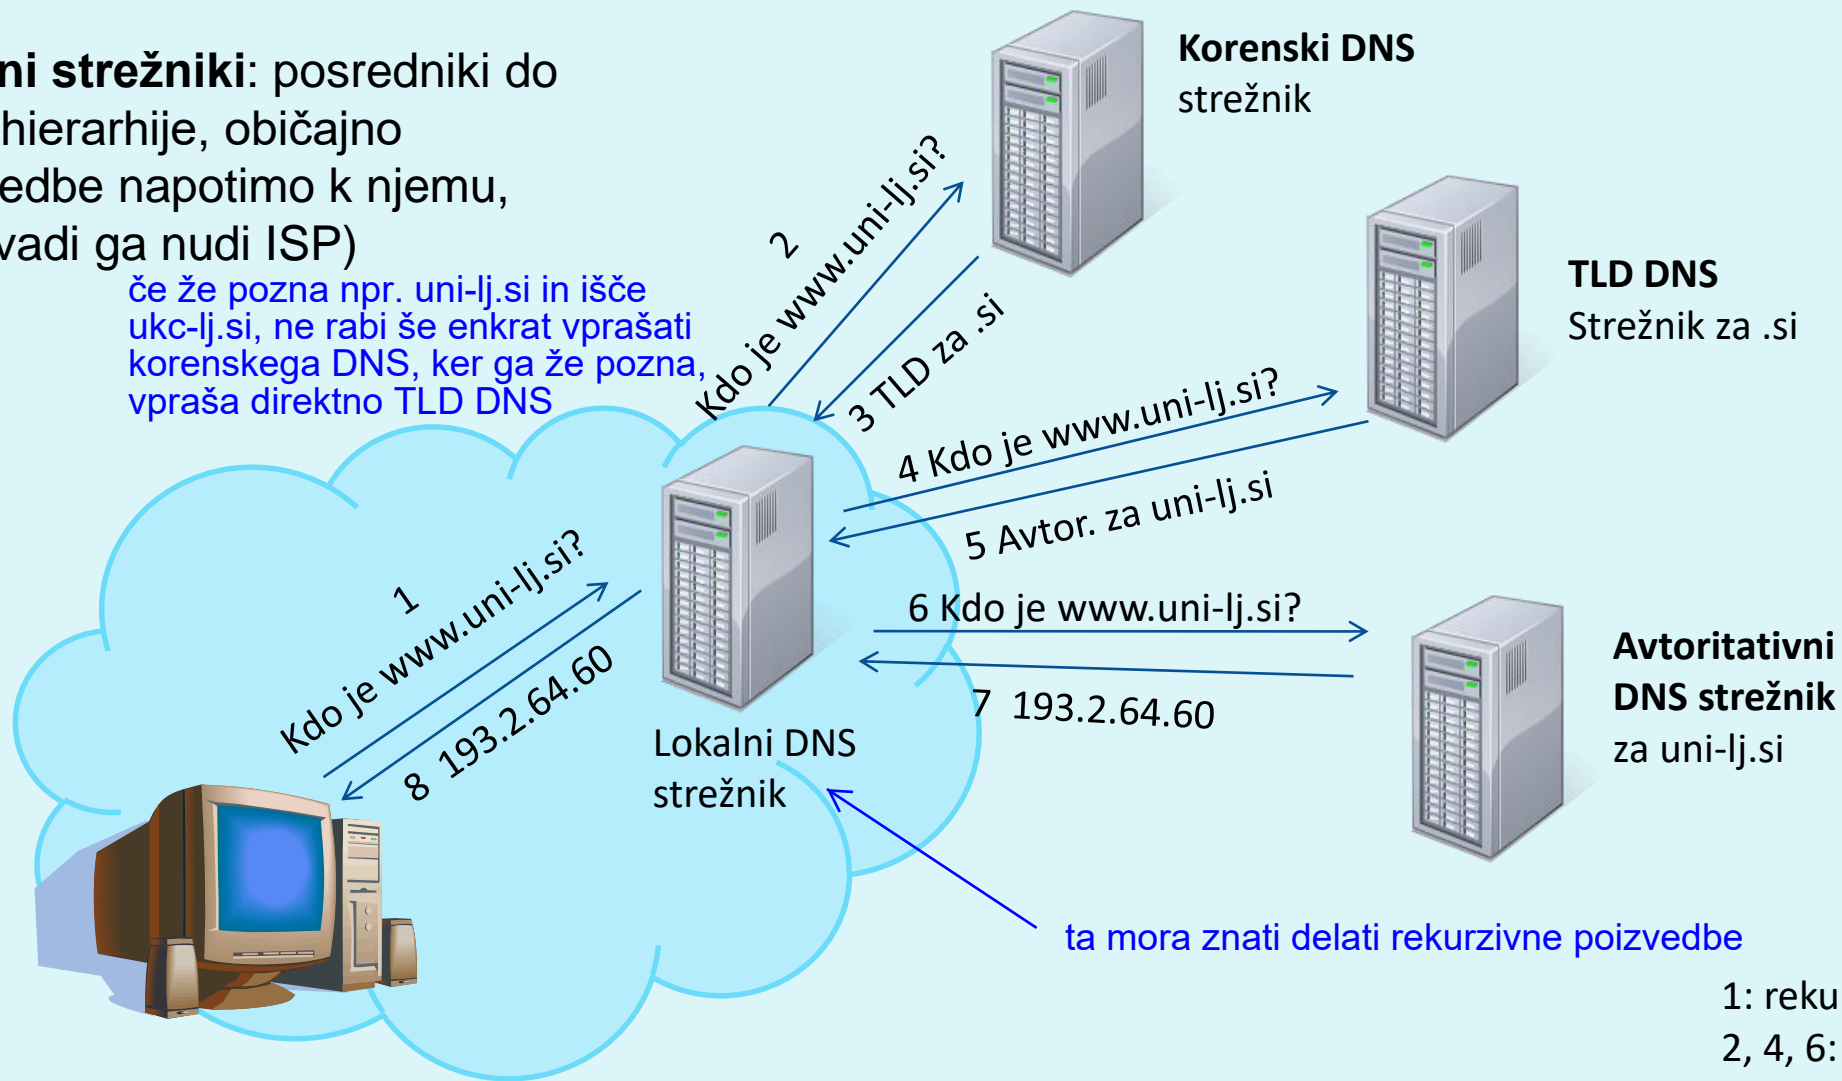 ni strežniki: posredniki do
hierarhije, običajno
edbe napotimo k njemu,
vadi ga nudi ISP)
če že pozna npr. uni-lj.si in išče
ukc-lj.si, ne rabi še enkrat vprašati
korenskega DNS, ker ga že pozna,
vpraša direktno TLD DNS
Korenski DNS
strežnik
TLD DNS
Strežnik za .si
2
Kdo je www.uni-lj.si?
3 TLD za .si
4 Kdo je www.uni-lj.si?
5 Avtor. za uni-lj.si
1
Kdo je www.uni-lj.si?
8 193.2.64.60
6 Kdo je www.uni-lj.si?
7 193.2.64.60
Lokalni DNS
strežnik
Avtoritativni
DNS strežnik
za uni-lj.si
ta mora znati delati rekurzivne poizvedbe
1: reku
2, 4, 6: